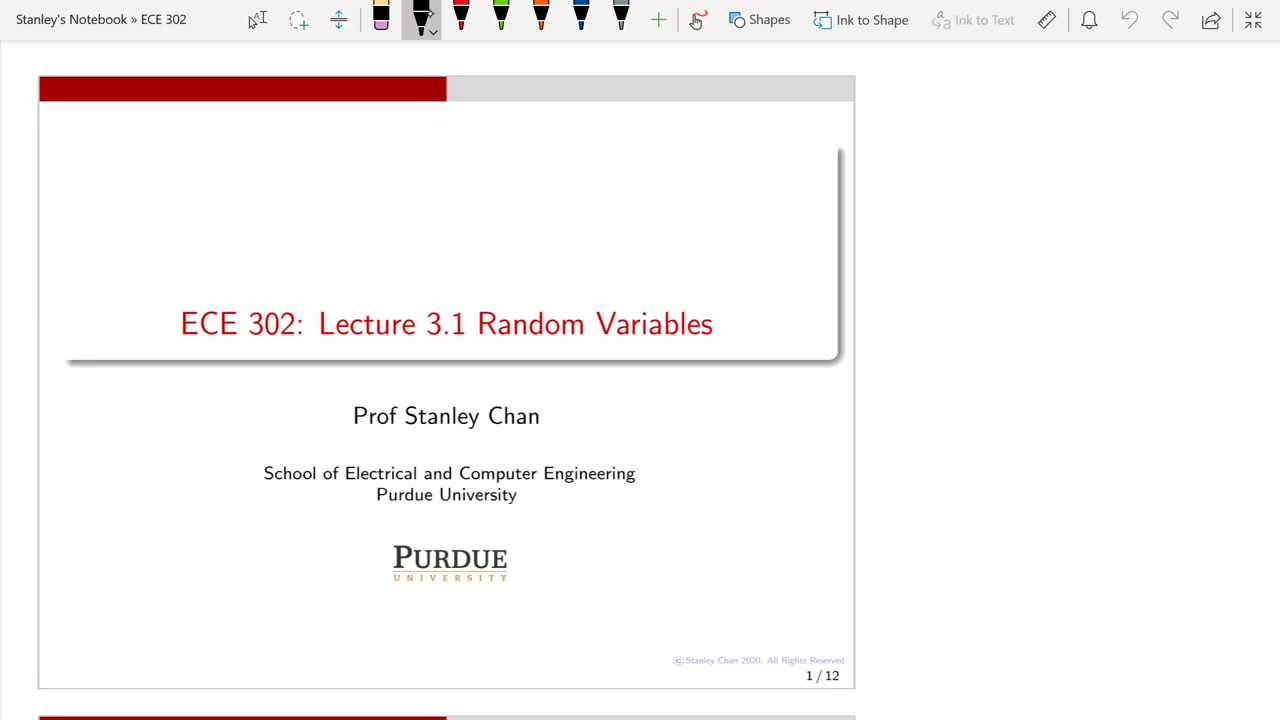 Stanley's Notebook » ECE 302
Shapes
Ink to Shape
Ink to Text
ECE 302: Lecture 3.1 Random Variables
Prof Stanley Chan
School of Electrical and Computer Engineering
Purdue University
PURDUE
UNIVERSITY
©Stanley Chan 2020. All Rights Reserved.
1 / 12